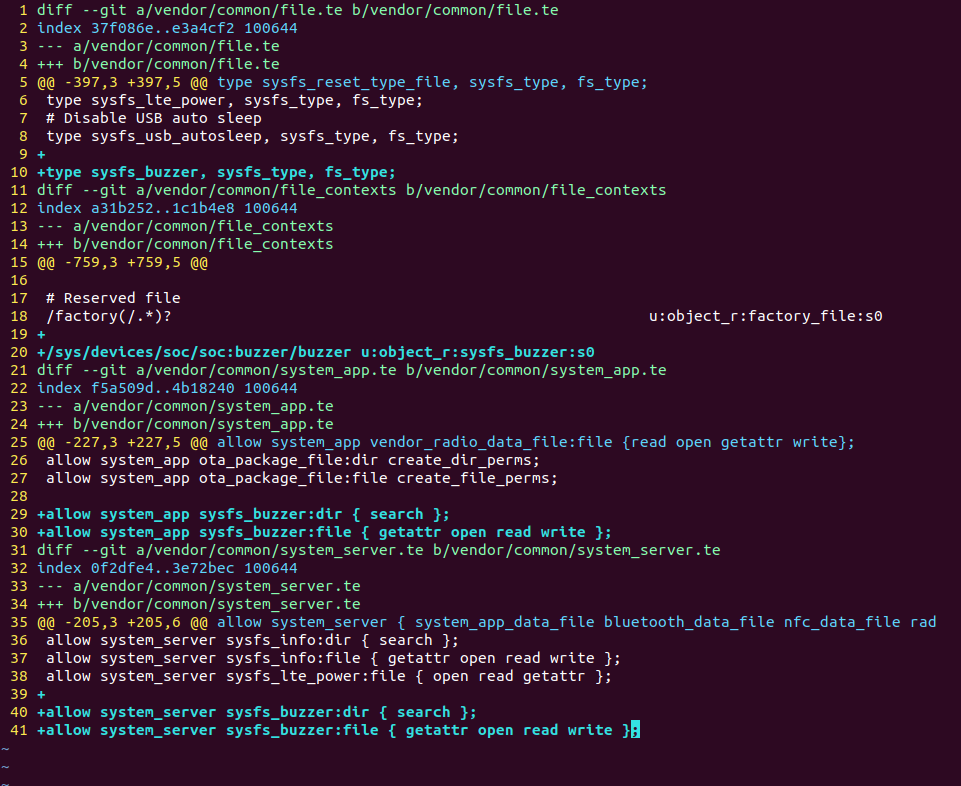 1 diff --git a/vendor/common/file.te b/vendor/common/file.te
2 index 37f086e..e3a4cf2 100644
3 --- a/vendor/common/file.te
4 +++ b/vendor/common/file.te
5 @@ -397,3 +397,5 @@ type sysfs_reset_type_file, sysfs_type, fs_type;
6  type sysfs_lte_power, sysfs_type, fs_type;
7  # Disable USB auto sleep
8  type sysfs_usb_autosleep, sysfs_type, fs_type;
9 +
10 +type sysfs_buzzer, sysfs_type, fs_type;
11 diff --git a/vendor/common/file_contexts b/vendor/common/file_contexts
12 index a31b252..1c1b4e8 100644
13 --- a/vendor/common/file_contexts
14 +++ b/vendor/common/file_contexts
15 @@ -759,3 +759,5 @@
16
17  # Reserved file
18  /factory(/.*)?                                                     u:object_r:factory_file:s0
19 +
20 +/sys/devices/soc/soc:buzzer/buzzer u:object_r:sysfs_buzzer:s0
21 diff --git a/vendor/common/system_app.te b/vendor/common/system_app.te
22 index f5a509d..4b18240 100644
23 --- a/vendor/common/system_app.te
24 +++ b/vendor/common/system_app.te
25 @@ -227,3 +227,5 @@ allow system_app vendor_radio_data_file:file {read open getattr write};
26  allow system_app ota_package_file:dir create_dir_perms;
27  allow system_app ota_package_file:file create_file_perms;
28
29 +allow system_app sysfs_buzzer:dir { search };
30 +allow system_app sysfs_buzzer:file { getattr open read write };
31 diff --git a/vendor/common/system_server.te b/vendor/common/system_server.te
32 index 0f2dfe4..3e72bec 100644
33 --- a/vendor/common/system_server.te
34 +++ b/vendor/common/system_server.te
35 @@ -205,3 +205,6 @@ allow system_server { system_app_data_file bluetooth_data_file nfc_data_file rad
36  allow system_server sysfs_info:dir { search };
37  allow system_server sysfs_info:file { getattr open read write };
38  allow system_server sysfs_lte_power:file { open read getattr };
39 +
40 +allow system_server sysfs_buzzer:dir { search };
41 +allow system_server sysfs_buzzer:file { getattr open read write };
~
~
~